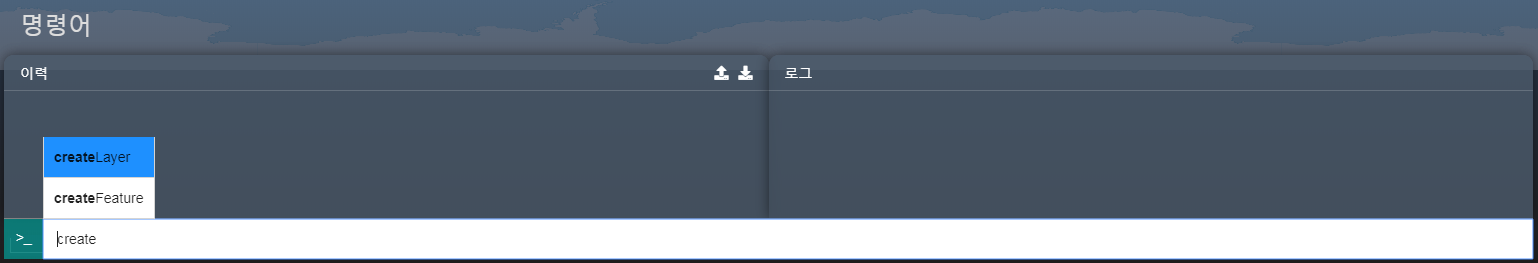 명령어
이력
로그
createLayer
createFeature
>_ create